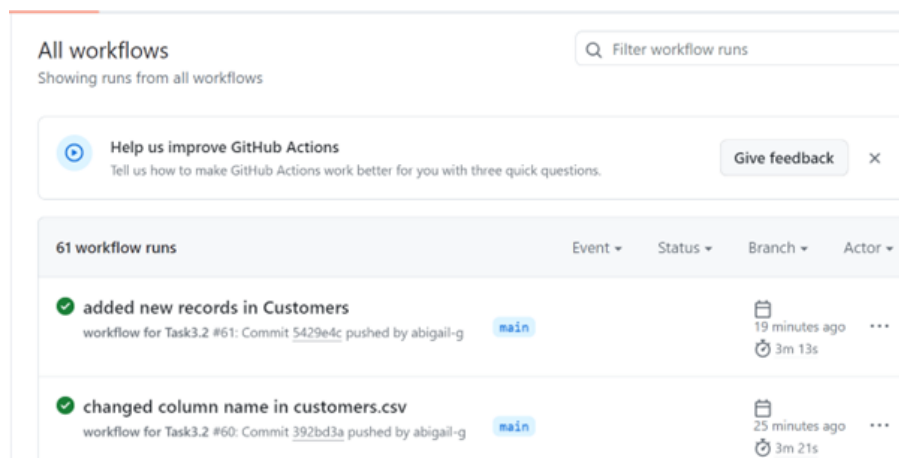 All workflows
Filter workflow runs
Showing runs from all workflows
Help us improve GitHub Actions
Tell us how to make GitHub Actions work better for you with three quick questions.
Give feedback
61 workflow runs
Event
Status
Branch
Actor
added new records in Customers
workflow for Task3.2 #61: Commit 5429e4c pushed by abigail-g
main
19 minutes ago
3m 13s
changed column name in customers.csv
workflow for Task3.2 #60: Commit 392bd3a pushed by abigail-g
main
25 minutes ago
3m 21s